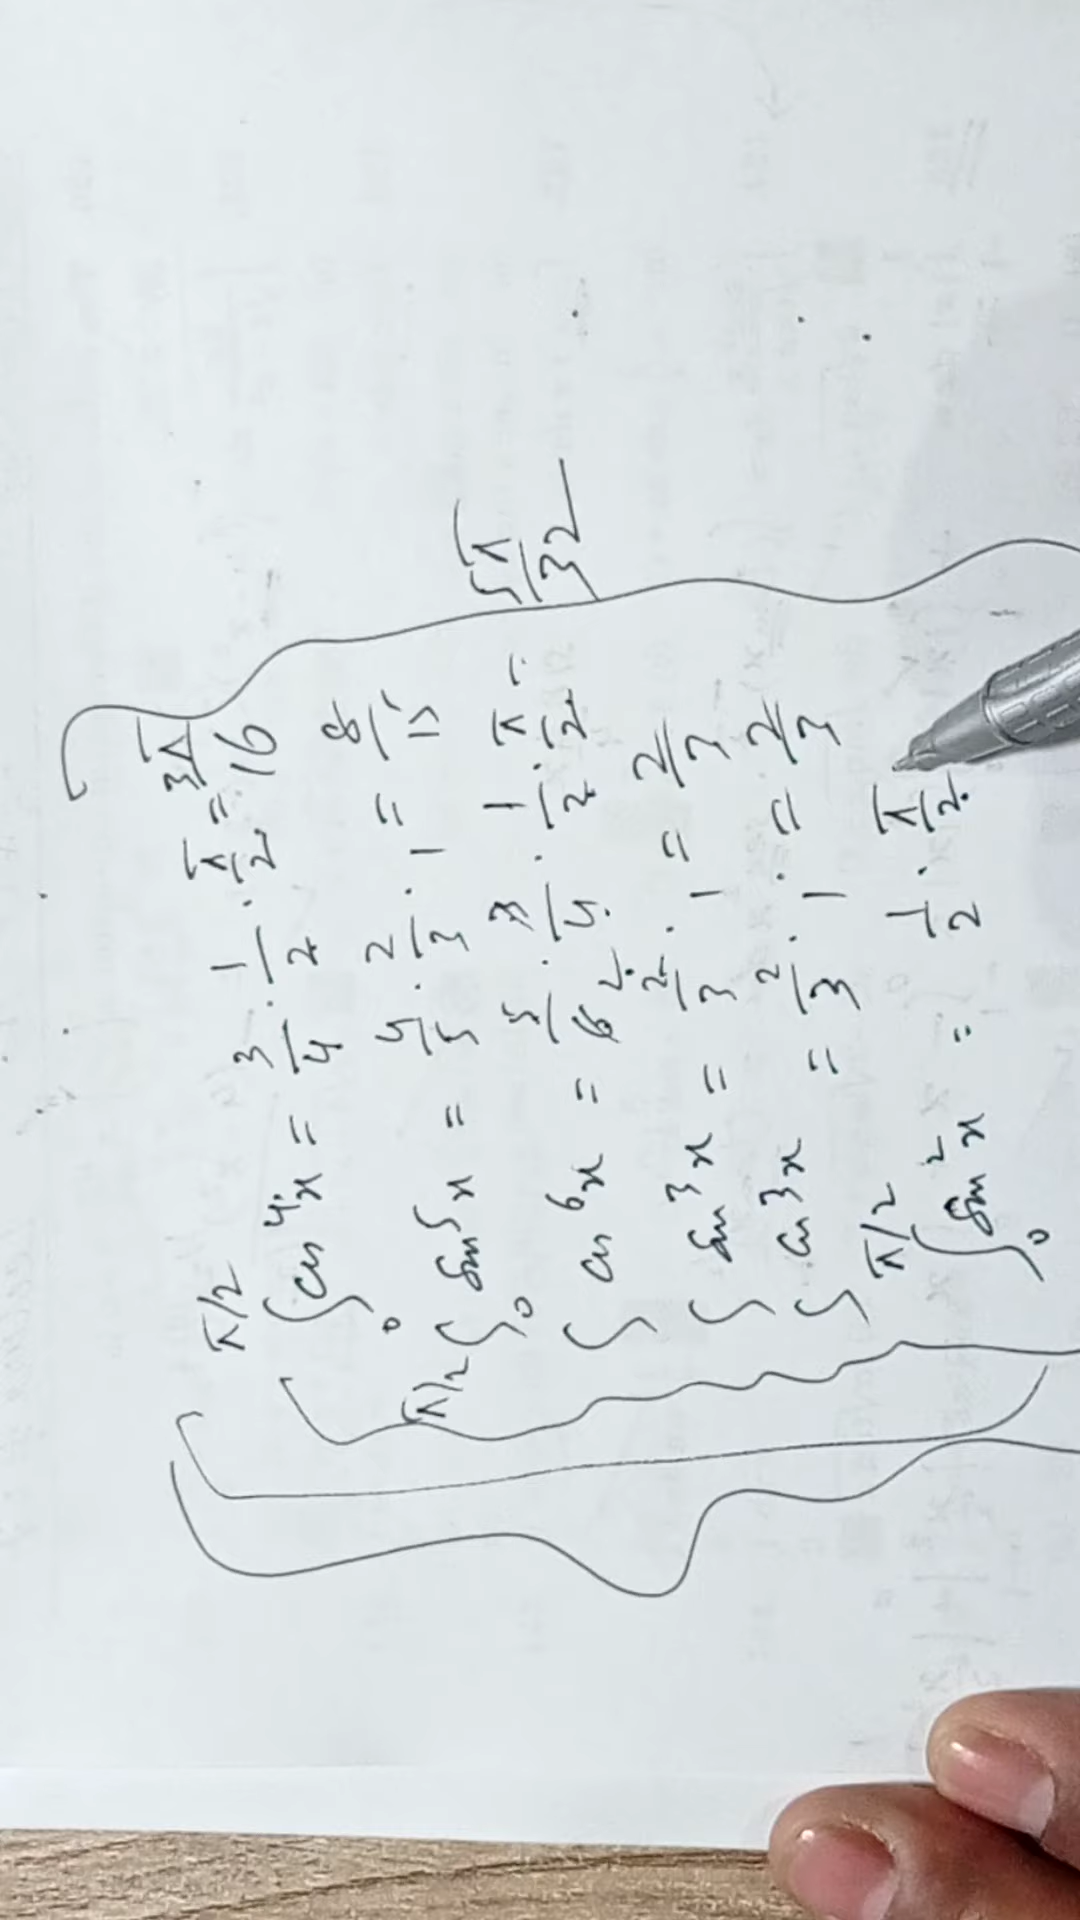 ∫₀^{π/2} cos⁴x = 3/4 · 1/2 · π/2 = 3π/16
∫₀^{π/2} sin⁵x = 4/5 · 2/3 · 1 = 8/15
∫ cos⁶x = 5/6 · 3/4 · 1/2 · π/2 = 5π/32
∫ sin³x = 2/3 · 1 = 2/3
∫ cos³x = 2/3 · 1 = 2/3
∫₀^{π/2} sin²x = 1/2 · π/2